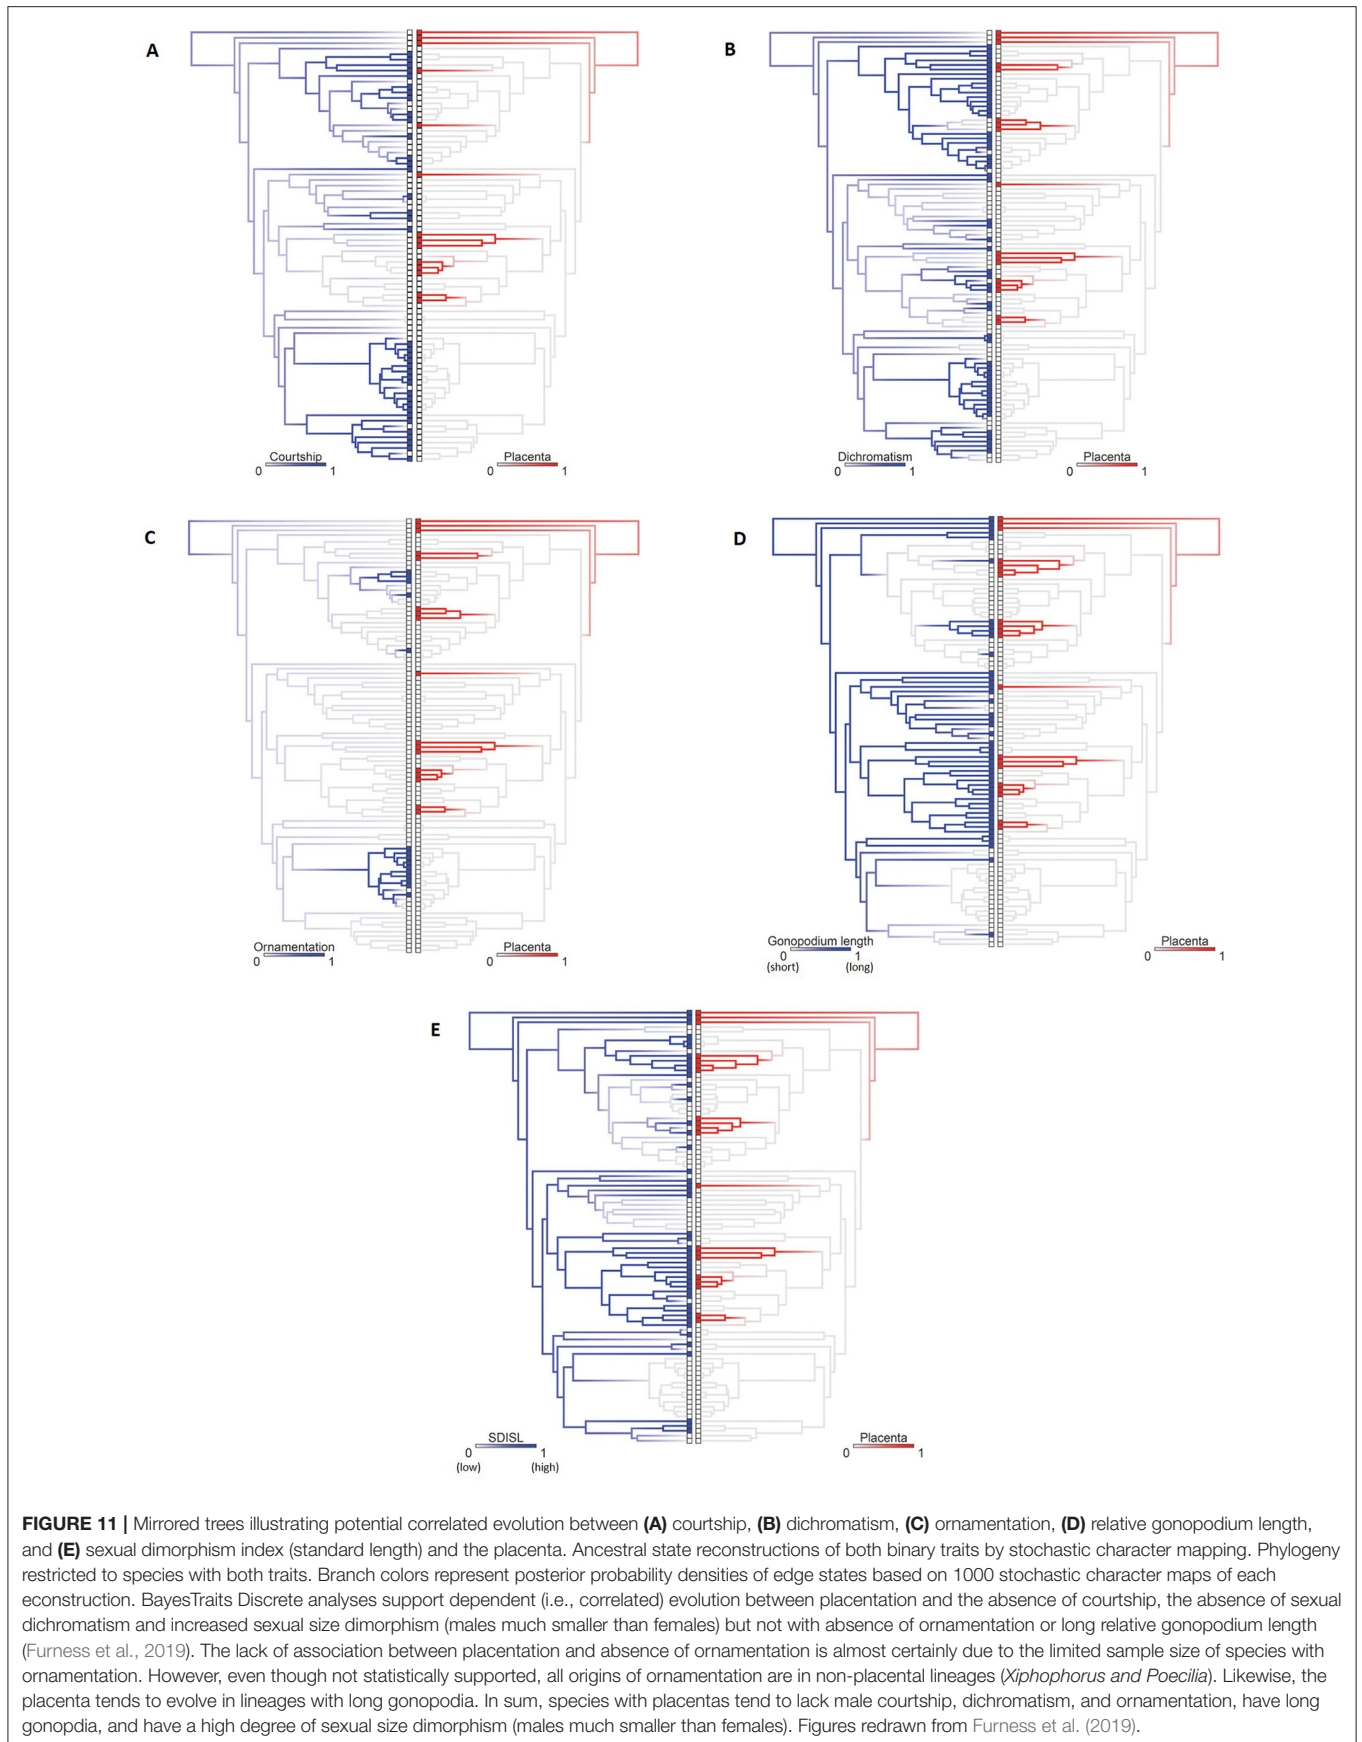 A
B
Courtship
0 1
Placenta
0 1
Dichromatism
0 1
Placenta
0 1
C
D
Ornamentation
0 1
Placenta
0 1
Gonopodium length
0 1
(short) (long)
Placenta
0 1
E
SDISL
0 1
(low) (high)
Placenta
0 1
FIGURE 11 | Mirrored trees illustrating potential correlated evolution between (A) courtship, (B) dichromatism, (C) ornamentation, (D) relative gonopodium length,
and (E) sexual dimorphism index (standard length) and the placenta. Ancestral state reconstructions of both binary traits by stochastic character mapping. Phylogeny
restricted to species with both traits. Branch colors represent posterior probability densities of edge states based on 1000 stochastic character maps of each
econstruction. BayesTraits Discrete analyses support dependent (i.e., correlated) evolution between placentation and the absence of courtship, the absence of sexual
dichromatism and increased sexual size dimorphism (males much smaller than females) but not with absence of ornamentation or long relative gonopodium length
(Furness et al., 2019). The lack of association between placentation and absence of ornamentation is almost certainly due to the limited sample size of species with
ornamentation. However, even though not statistically supported, all origins of ornamentation are in non-placental lineages (Xiphophorus and Poecilia). Likewise, the
placenta tends to evolve in lineages with long gonopodia. In sum, species with placentas tend to lack male courtship, dichromatism, and ornamentation, have long
gonopdia, and have a high degree of sexual size dimorphism (males much smaller than females). Figures redrawn from Furness et al. (2019).